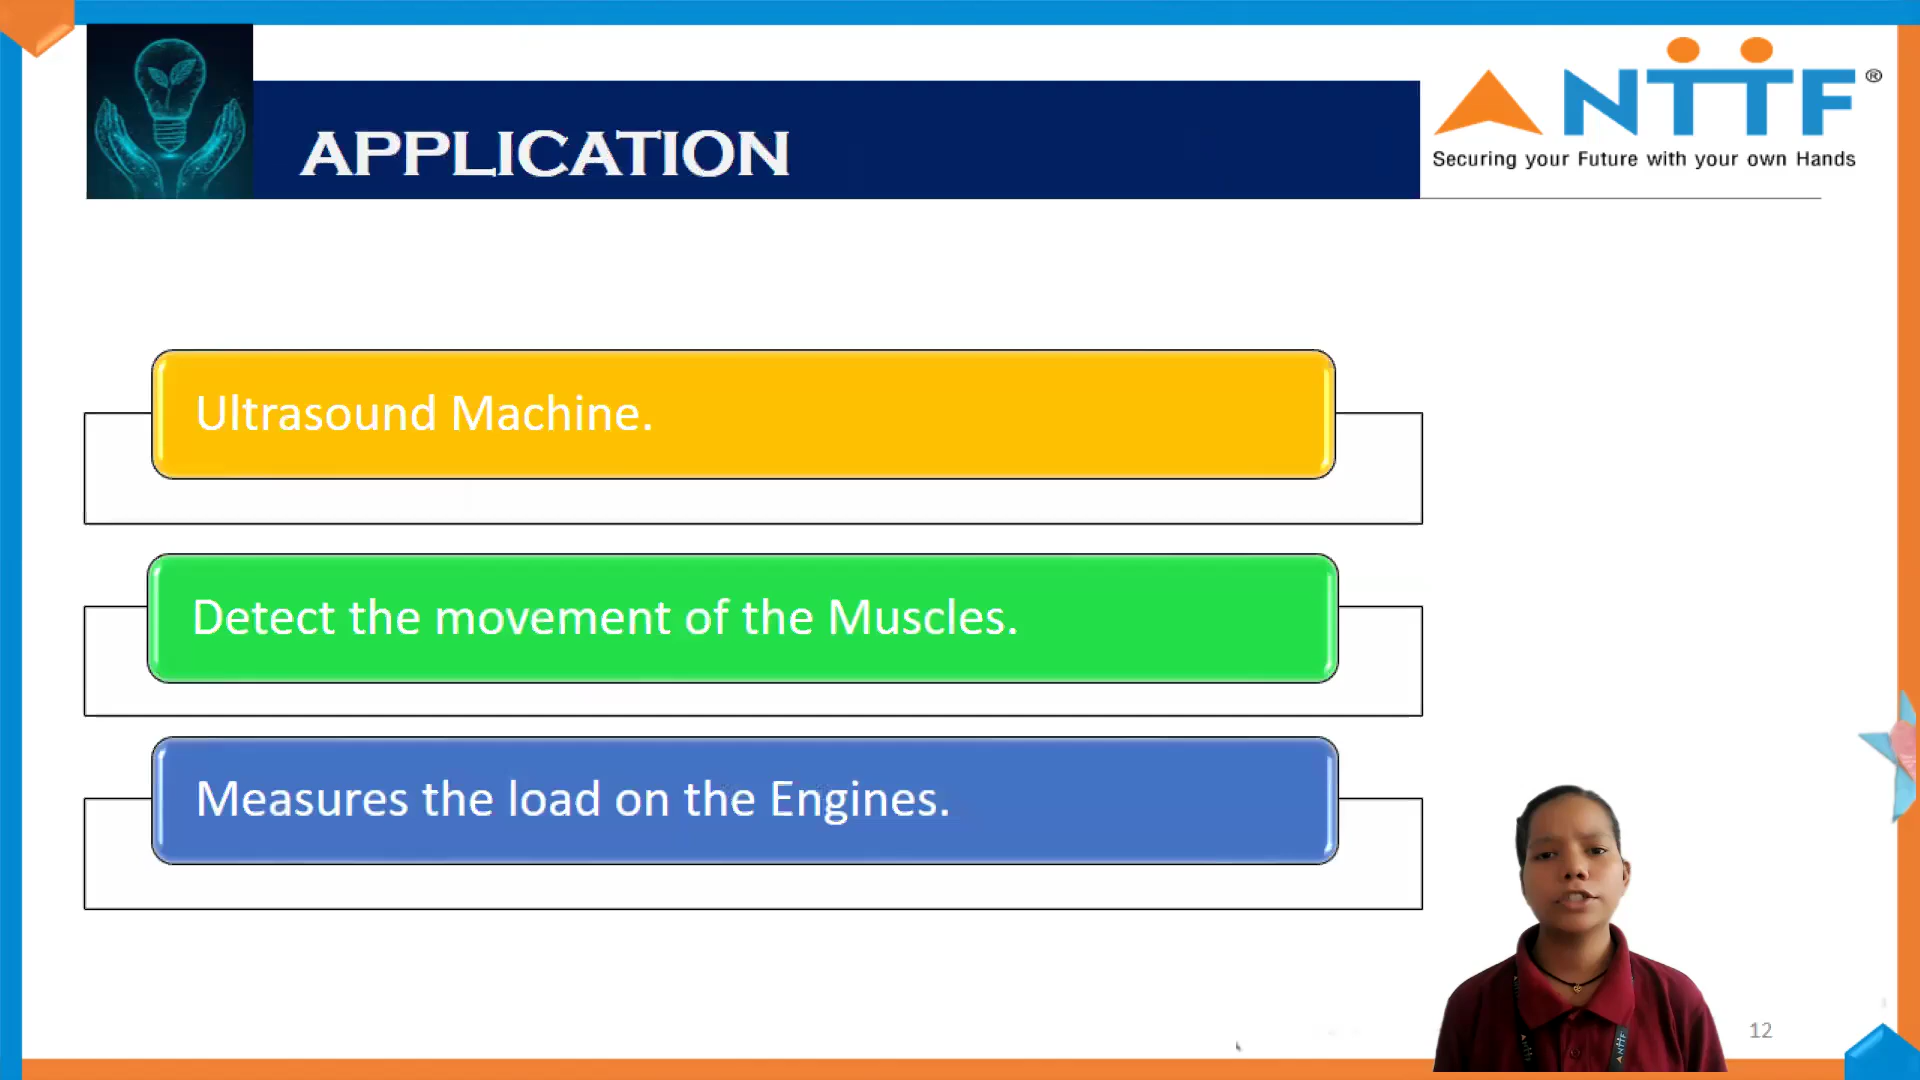 APPLICATION
NTTF®
Securing your Future with your own Hands
Ultrasound Machine.
Detect the movement of the Muscles.
Measures the load on the Engines.
NTTF
12